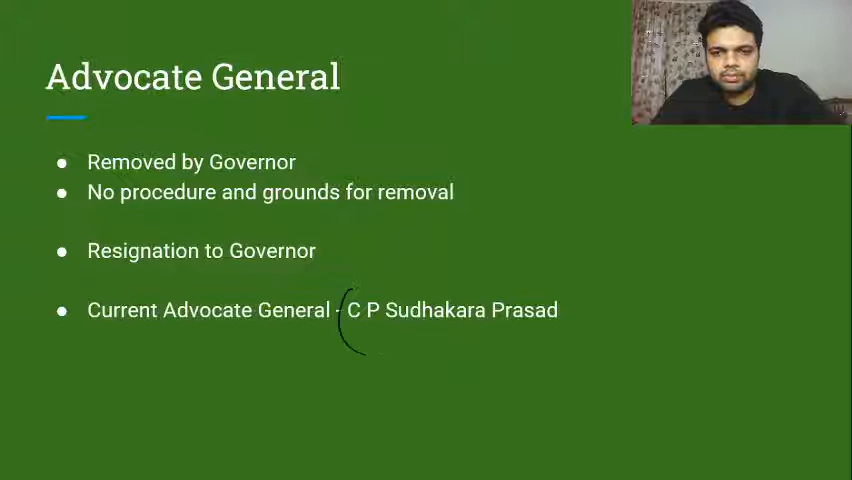 Advocate General
● Removed by Governor
● No procedure and grounds for removal
● Resignation to Governor
● Current Advocate General - C P Sudhakara Prasad